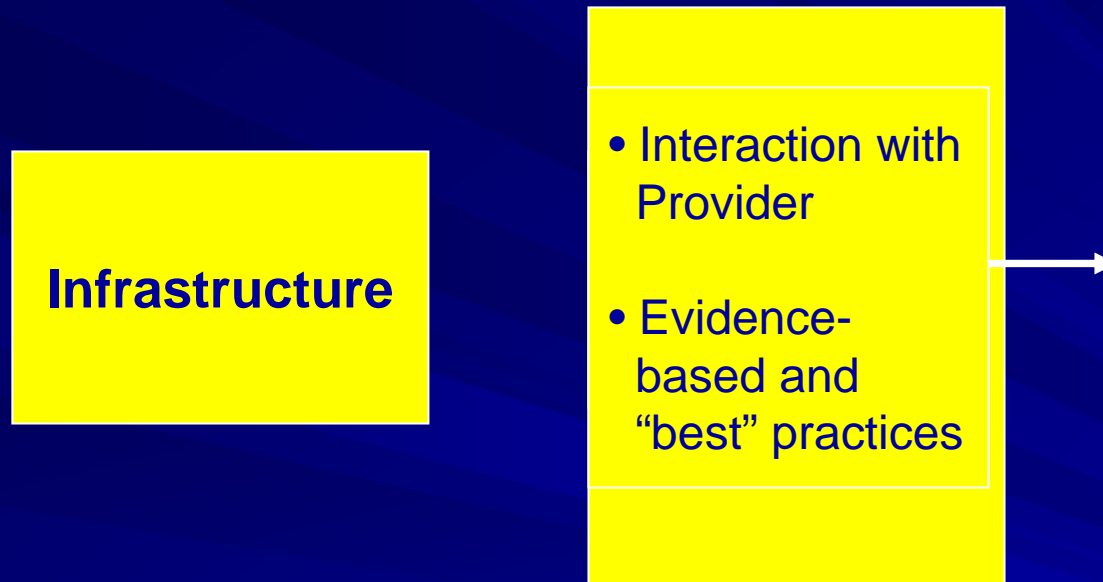 Infrastructure
• Interaction with
Provider
• Evidence-
based and
“best” practices